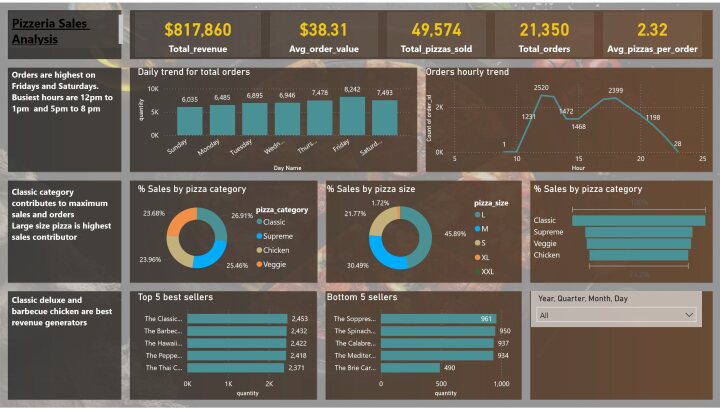 Pizzeria Sales
Analysis
$817,860
Total_revenue
$38.31
Avg_order_value
49,574
Total_pizzas_sold
21,350
Total_orders
2.32
Avg_pizzas_per_order
Orders are highest on
Fridays and Saturdays.
Busiest hours are 12pm to
1pm and 5pm to 8 pm
Daily trend for total orders
quantity
10K
5K
0K
6,035
6,485
6,895
6,946
7,478
8,242
7,493
Sunday
Monday
Tuesday
Wedn...
Thurs...
Friday
Saturd...
Day Name
Orders hourly trend
Count of order_id
2K
0K
1
1231
2520
1472
1468
2399
1198
28
5
10
15
20
25
Hour
Classic category
contributes to maximum
sales and orders
Large size pizza is highest
sales contributor
% Sales by pizza category
23.68%
26.91%
23.96%
25.46%
pizza_category
Classic
Supreme
Chicken
Veggie
% Sales by pizza size
1.72%
21.77%
45.89%
30.49%
pizza_size
L
M
S
XL
XXL
% Sales by pizza category
100%
Classic
Supreme
Veggie
Chicken
74.2%
Classic deluxe and
barbecue chicken are best
revenue generators
Top 5 best sellers
The Classic...
2,453
The Barbec...
2,432
The Hawaii...
2,422
The Peppe...
2,418
The Thai C...
2,371
0K
1K
2K
quantity
Bottom 5 sellers
The Soppres...
961
The Spinach...
950
The Calabre...
937
The Mediter...
934
The Brie Car...
490
0
500
1,000
quantity
Year, Quarter, Month, Day
All